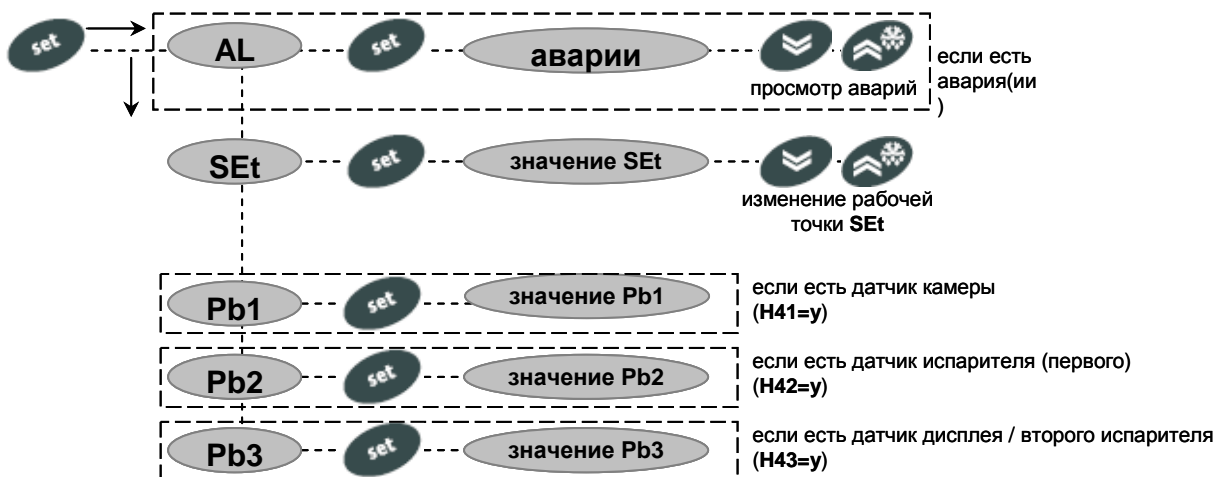 set AL set аварии
просмотр аварий
если есть
авария(ии
)
SEt set значение SEt
изменение рабочей
точки SEt
Pb1 set значение Pb1
если есть датчик камеры
(H41=y)
Pb2 set значение Pb2
если есть датчик испарителя (первого)
(H42=y)
Pb3 set значение Pb3
если есть датчик дисплея / второго испарителя
(H43=y)